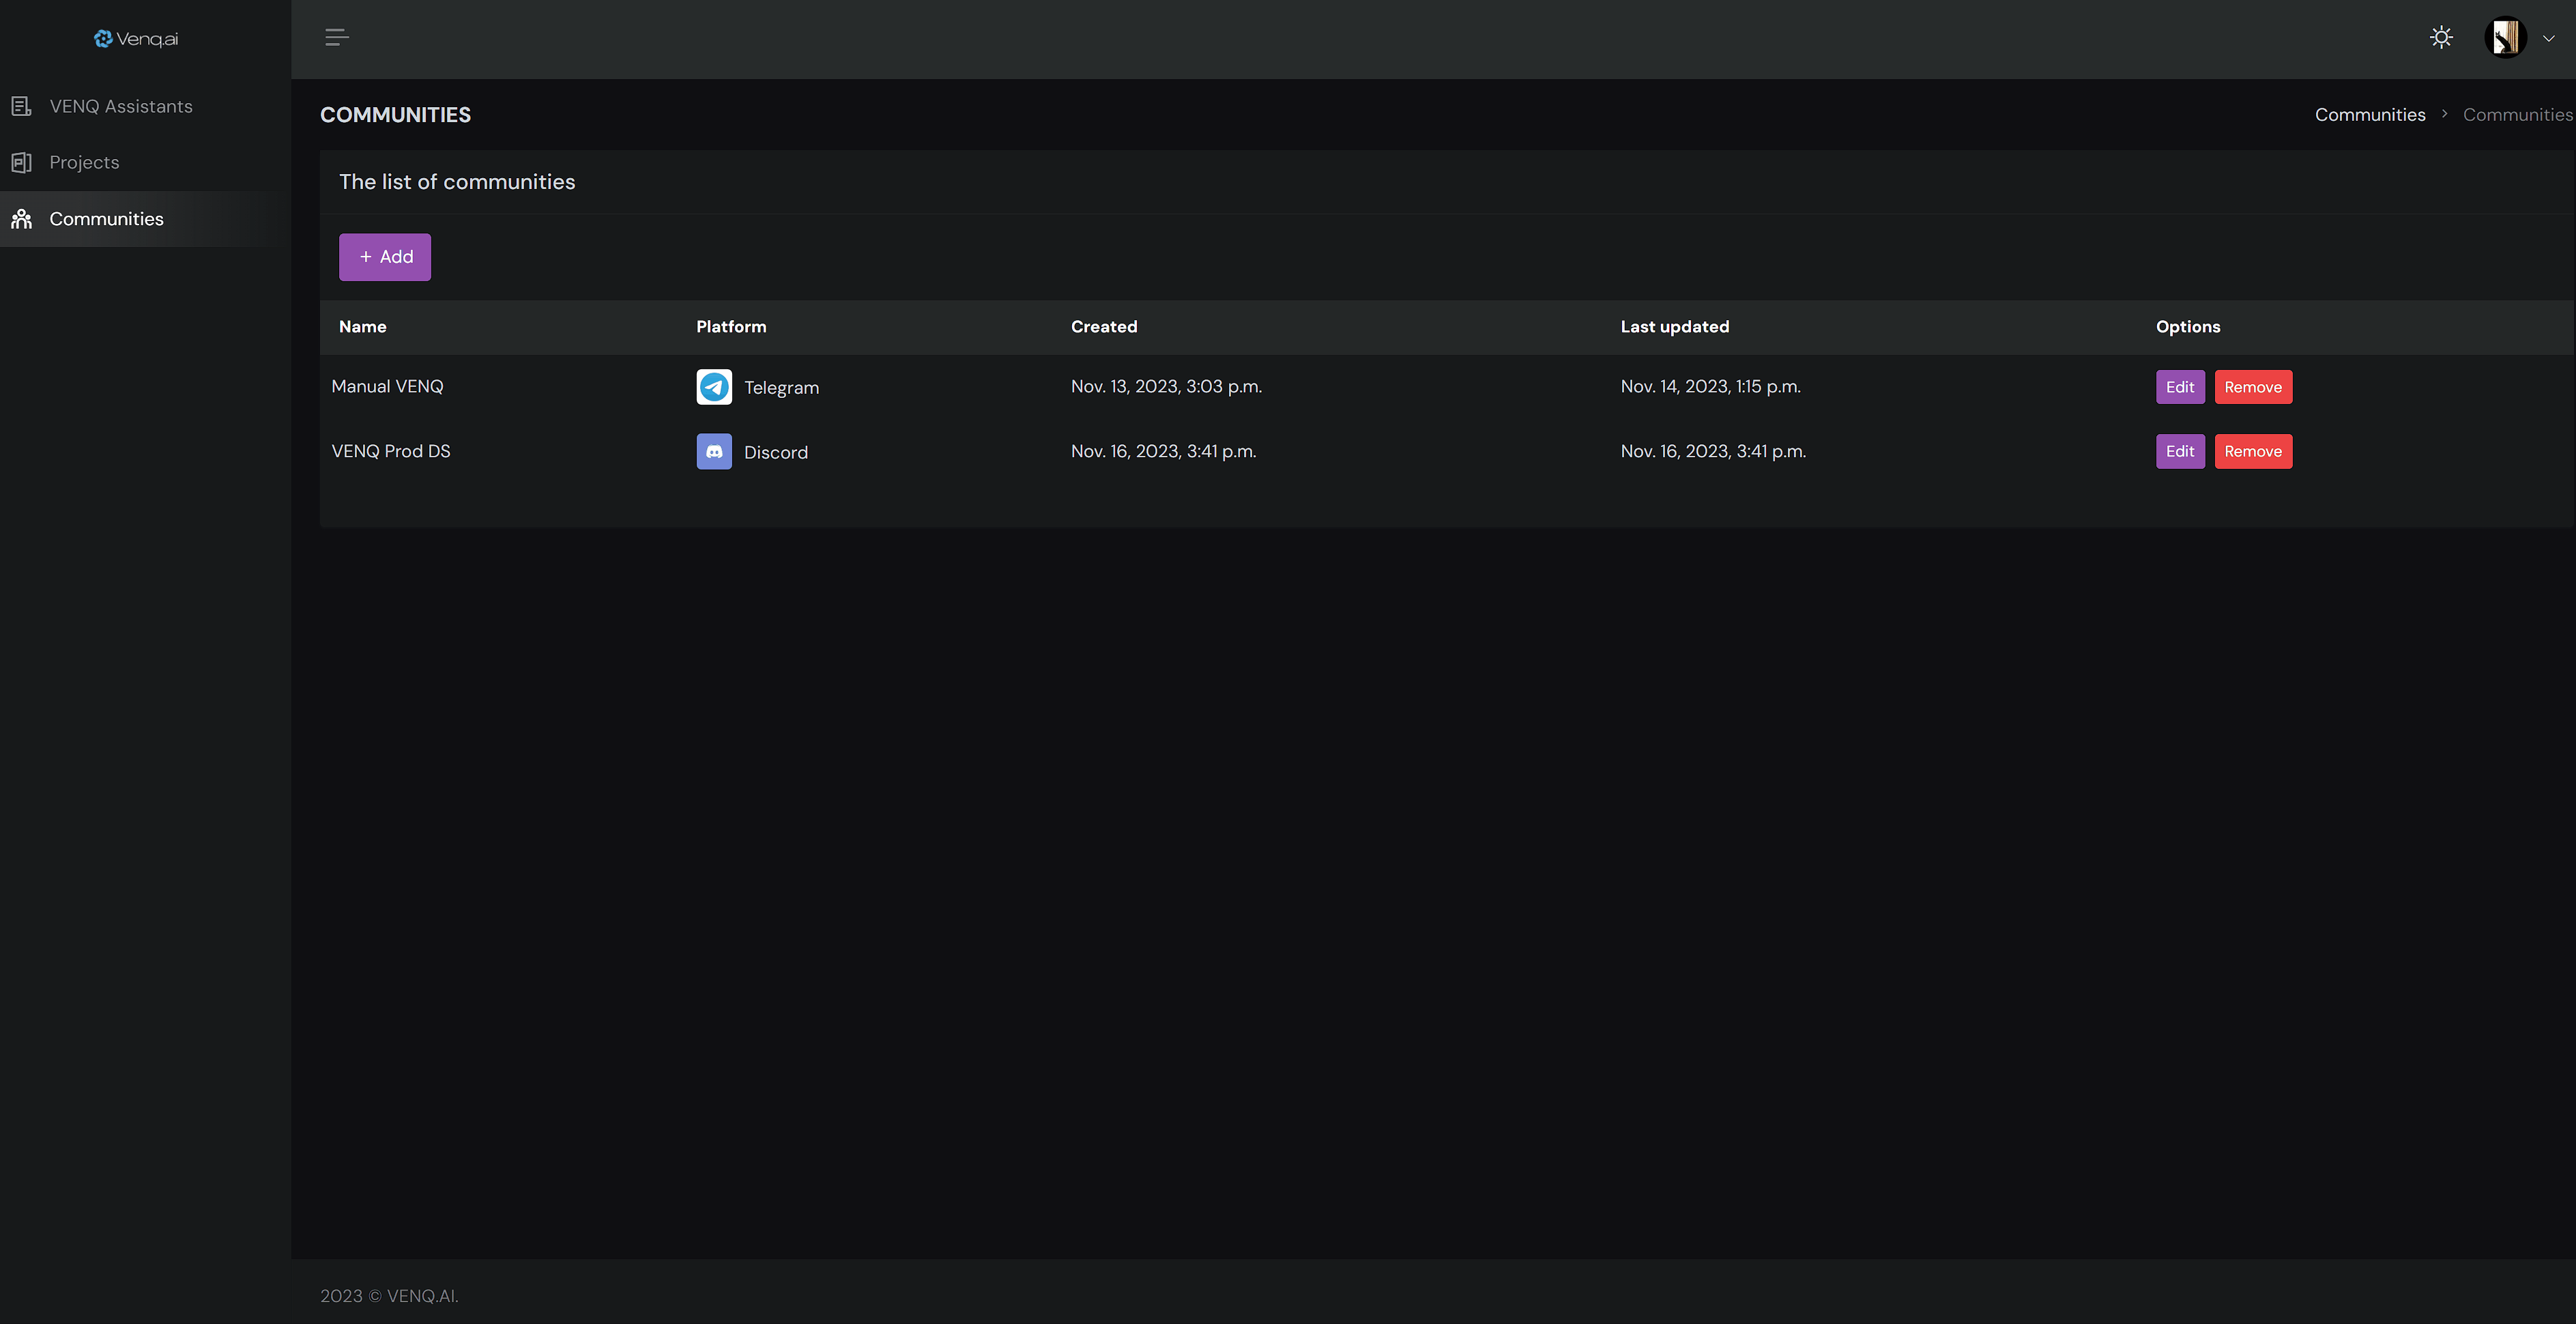 Venq.ai
VENQ Assistants
Projects
Communities
COMMUNITIES
Communities > Communities
The list of communities
+ Add
Name Platform Created Last updated Options
Manual VENQ Telegram Nov. 13, 2023, 3:03 p.m. Nov. 14, 2023, 1:15 p.m. Edit Remove
VENQ Prod DS Discord Nov. 16, 2023, 3:41 p.m. Nov. 16, 2023, 3:41 p.m. Edit Remove
2023 © VENQ.AI.